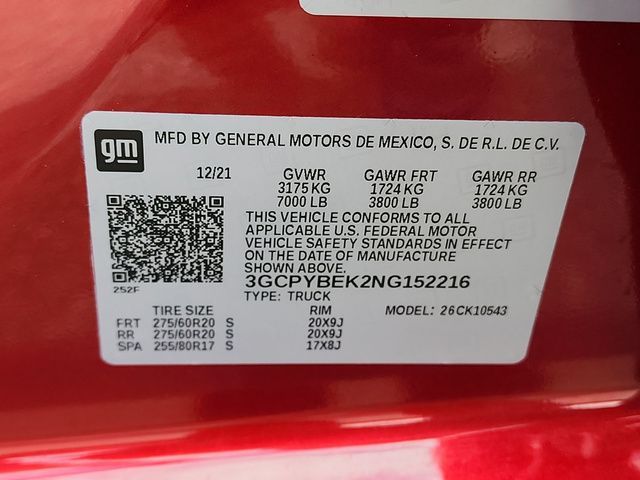 gm
MFD BY GENERAL MOTORS DE MEXICO, S. DE R.L. DE C.V.
12/21 GVWR GAWR FRT GAWR RR
3175 KG 1724 KG 1724 KG
7000 LB 3800 LB 3800 LB
THIS VEHICLE CONFORMS TO ALL
APPLICABLE U.S. FEDERAL MOTOR
VEHICLE SAFETY STANDARDS IN EFFECT
ON THE DATE OF MANUFACTURE
SHOWN ABOVE.
3GCPYBEK2NG152216
252F
TYPE: TRUCK
TIRE SIZE RIM MODEL: 26CK10543
FRT 275/60R20 S 20X9J
RR 275/60R20 S 20X9J
SPA 255/80R17 S 17X8J